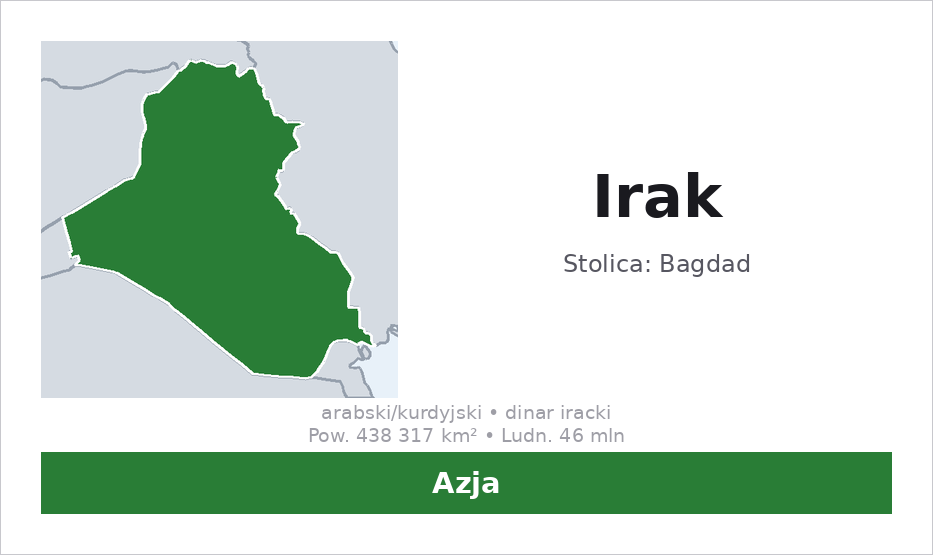 Irak
Stolica: Bagdad
arabski/kurdyjski • dinar iracki
Pow. 438 317 km² • Ludn. 46 mln
Azja